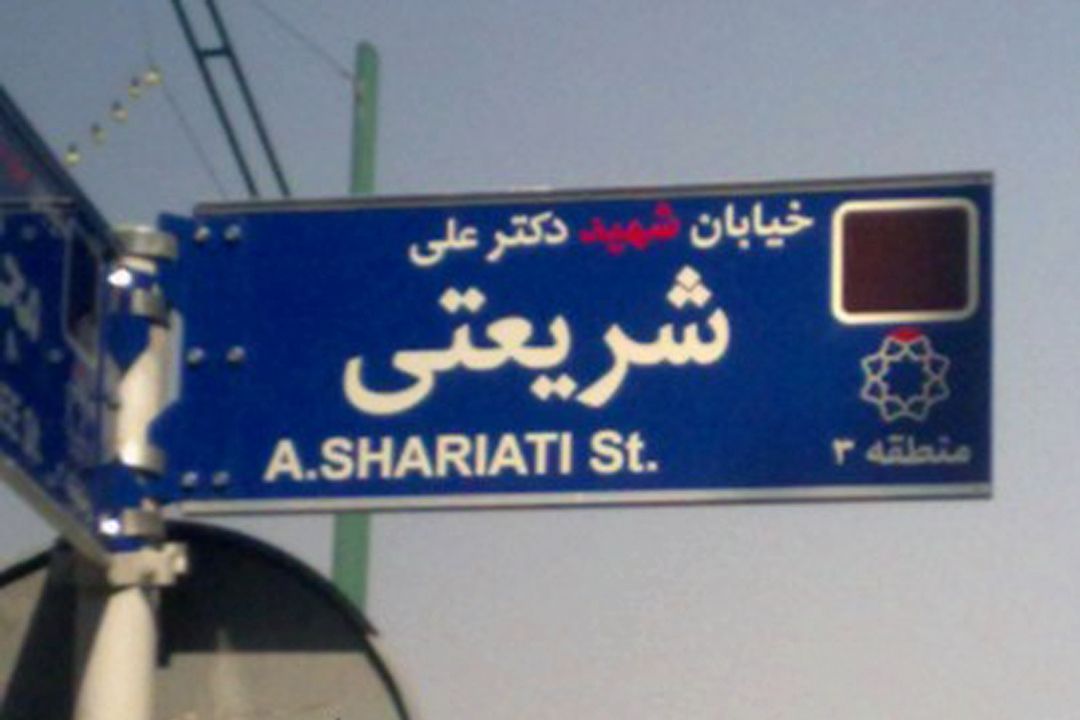 خیابان شهید دکتر علی
شریعتی
A.SHARIATI St.
منطقه ۳